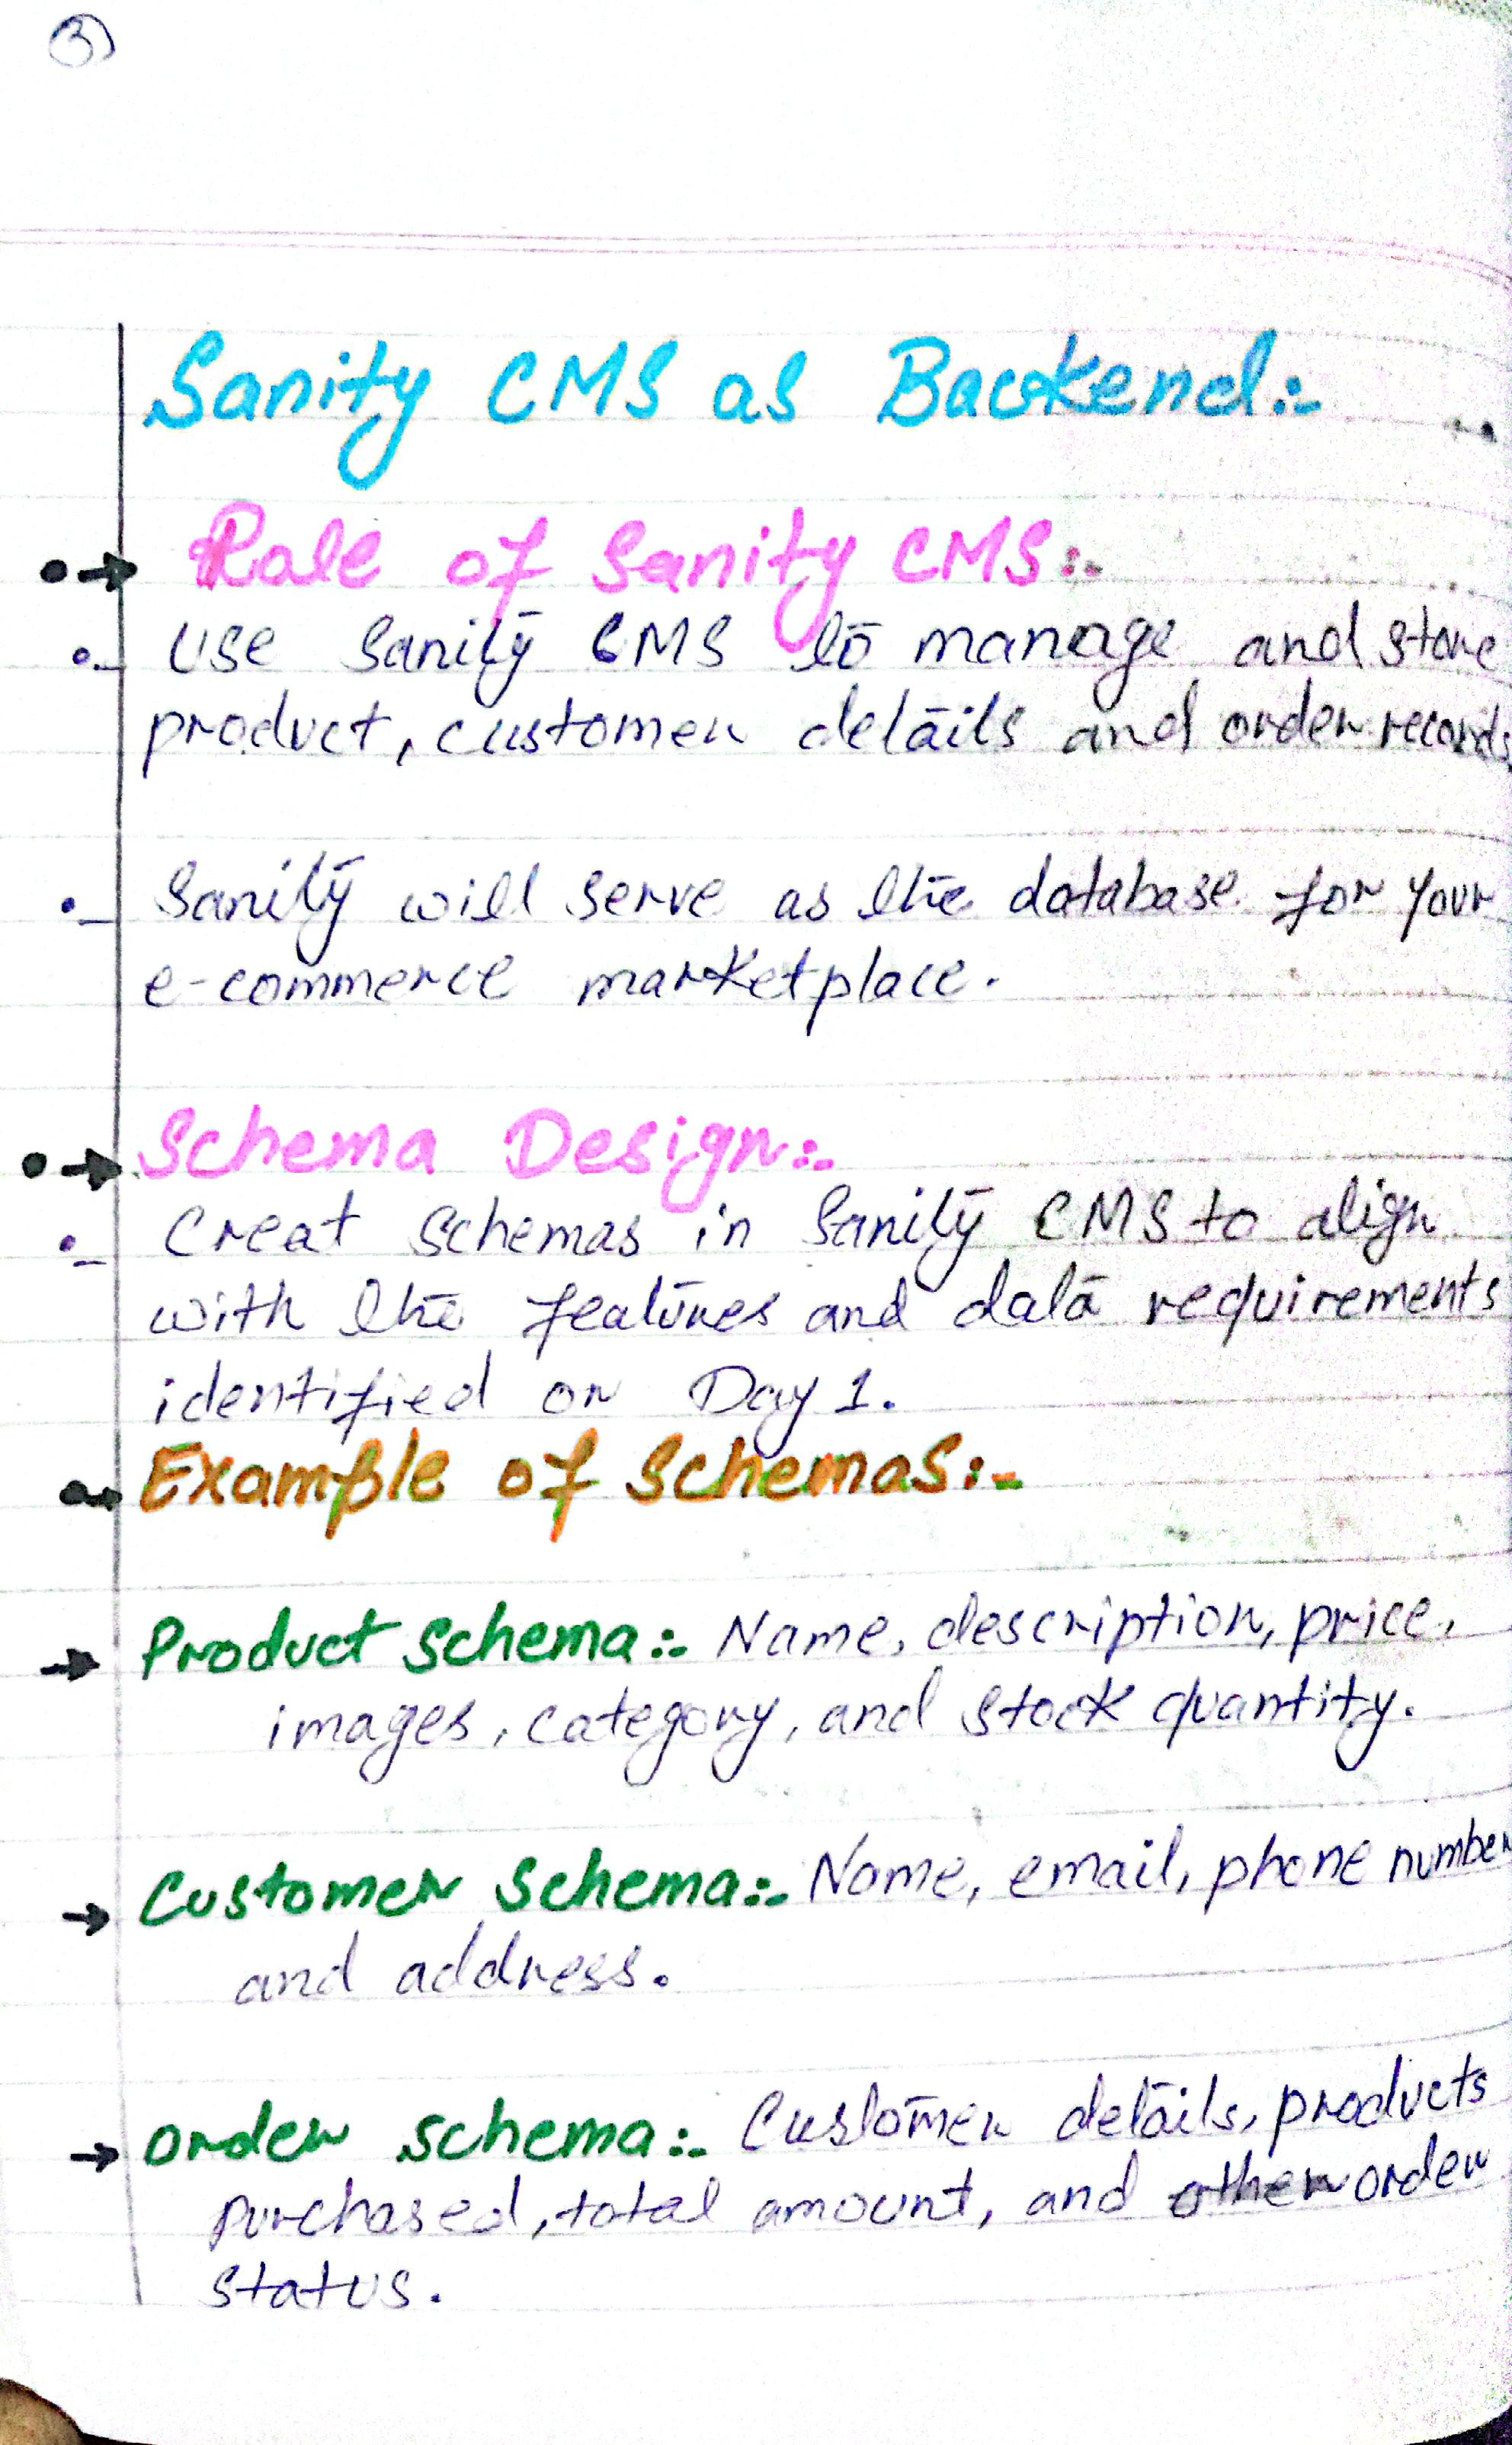 3
Sanity CMS as Backend:-
Role of Sanity CMS:-
Use Sanity CMS to manage and store
product, customer details and order records
Sanity will serve as the database for your
e-commerce marketplace.
Schema Design:-
Creat schemas in Sanity CMS to align
with the features and data requirements
identified on Day 1.
Example of Schemas:-
Product Schema:- Name, description, price,
images, category, and stock quantity.
Customer Schema:- Name, email, phone number
and address.
Order Schema:- Customer details, products
purchased, total amount, and other order
status.